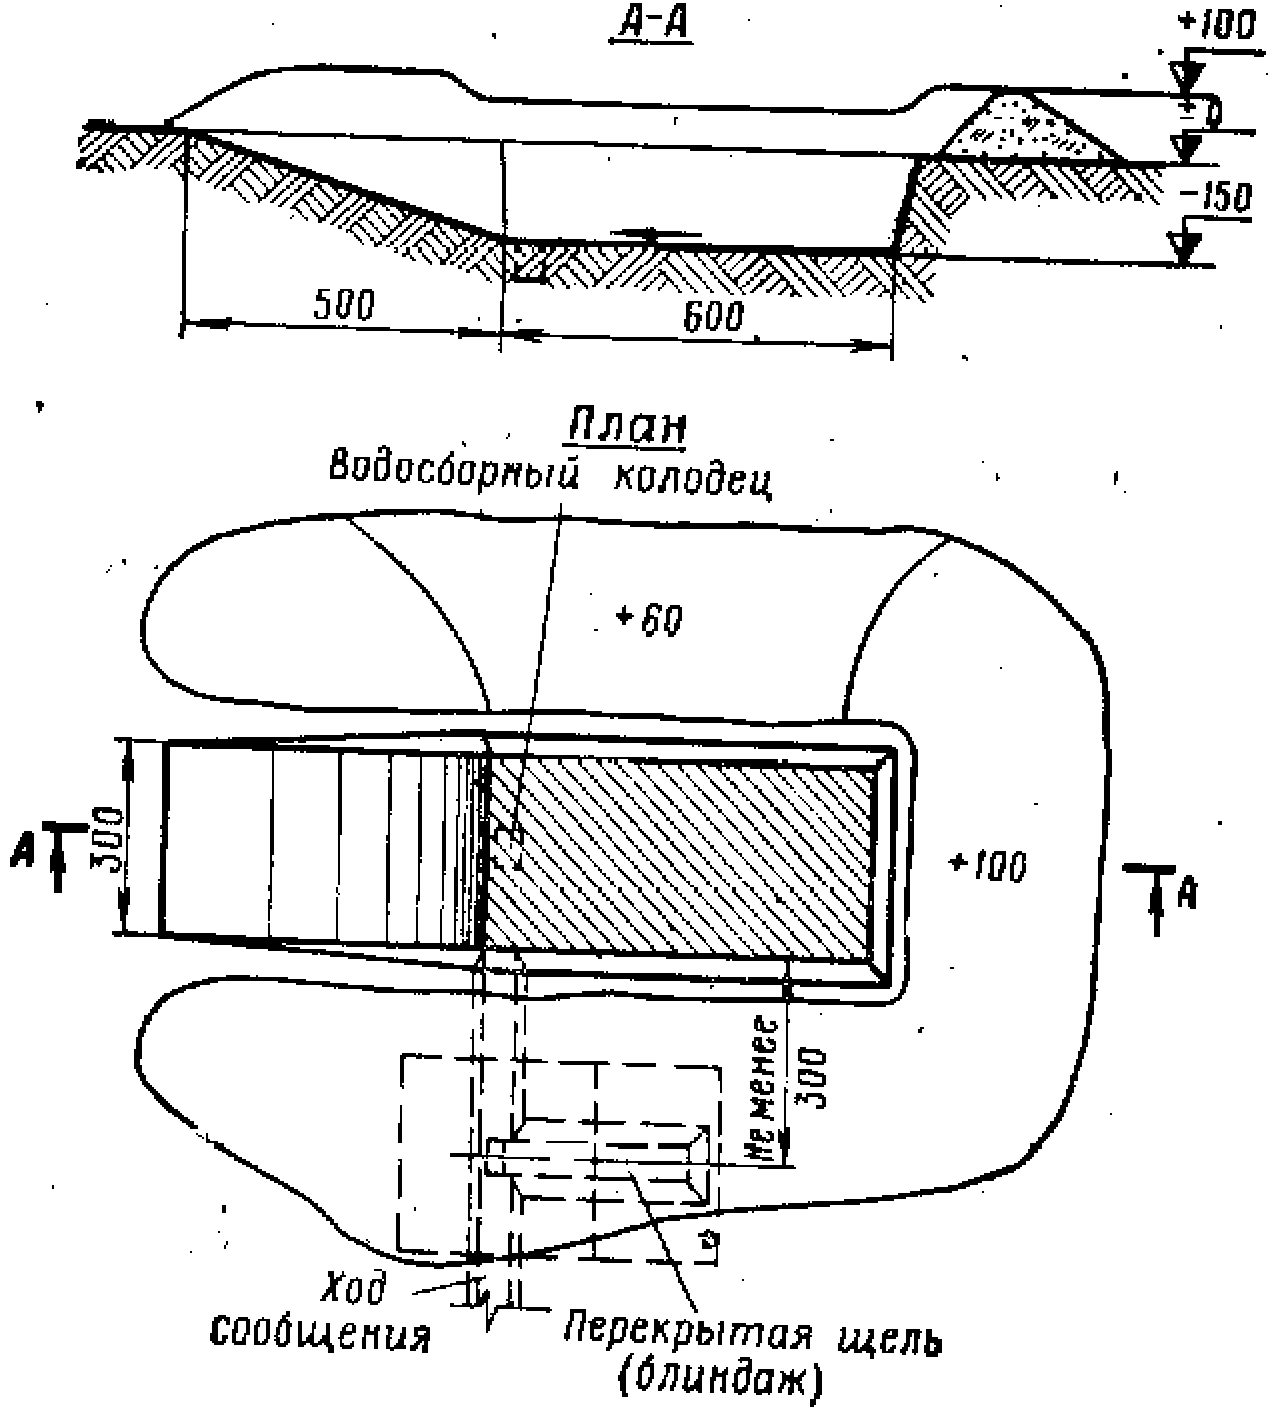 А-А
+100
±0
-150
500
600
План
Водосборный колодец
+60
300
А
+100
А
Не менее
300
Ход
сообщения
Перекрытая щель
(блиндаж)